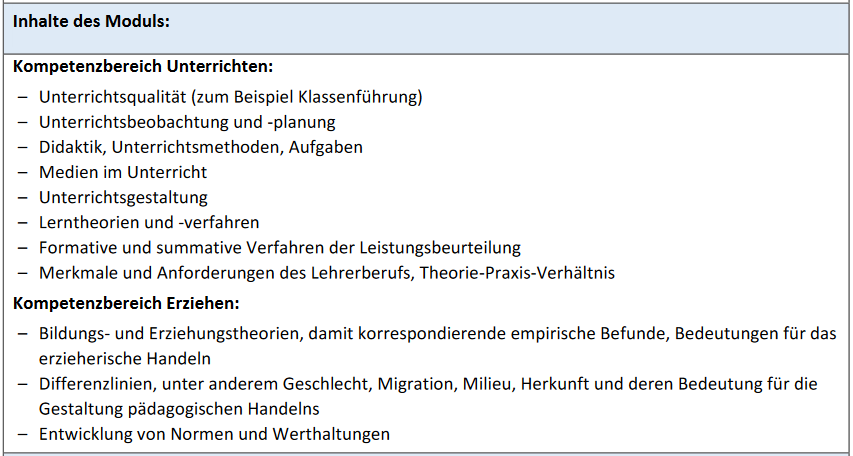 Inhalte des Moduls:
Kompetenzbereich Unterrichten:
– Unterrichtsqualität (zum Beispiel Klassenführung)
– Unterrichtsbeobachtung und -planung
– Didaktik, Unterrichtsmethoden, Aufgaben
– Medien im Unterricht
– Unterrichtsgestaltung
– Lerntheorien und -verfahren
– Formative und summative Verfahren der Leistungsbeurteilung
– Merkmale und Anforderungen des Lehrerberufs, Theorie-Praxis-Verhältnis
Kompetenzbereich Erziehen:
– Bildungs- und Erziehungstheorien, damit korrespondierende empirische Befunde, Bedeutungen für das
erzieherische Handeln
– Differenzlinien, unter anderem Geschlecht, Migration, Milieu, Herkunft und deren Bedeutung für die
Gestaltung pädagogischen Handelns
– Entwicklung von Normen und Werthaltungen